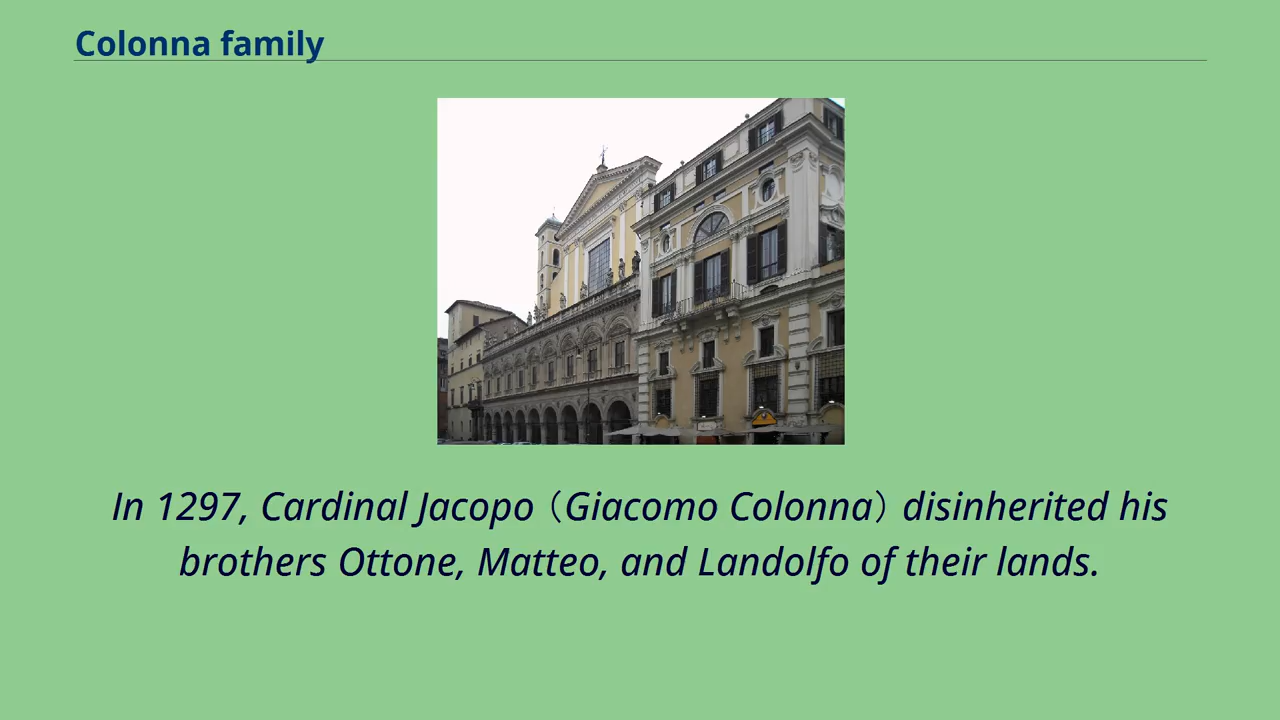 Colonna family
In 1297, Cardinal Jacopo（Giacomo Colonna）disinherited his
brothers Ottone, Matteo, and Landolfo of their lands.